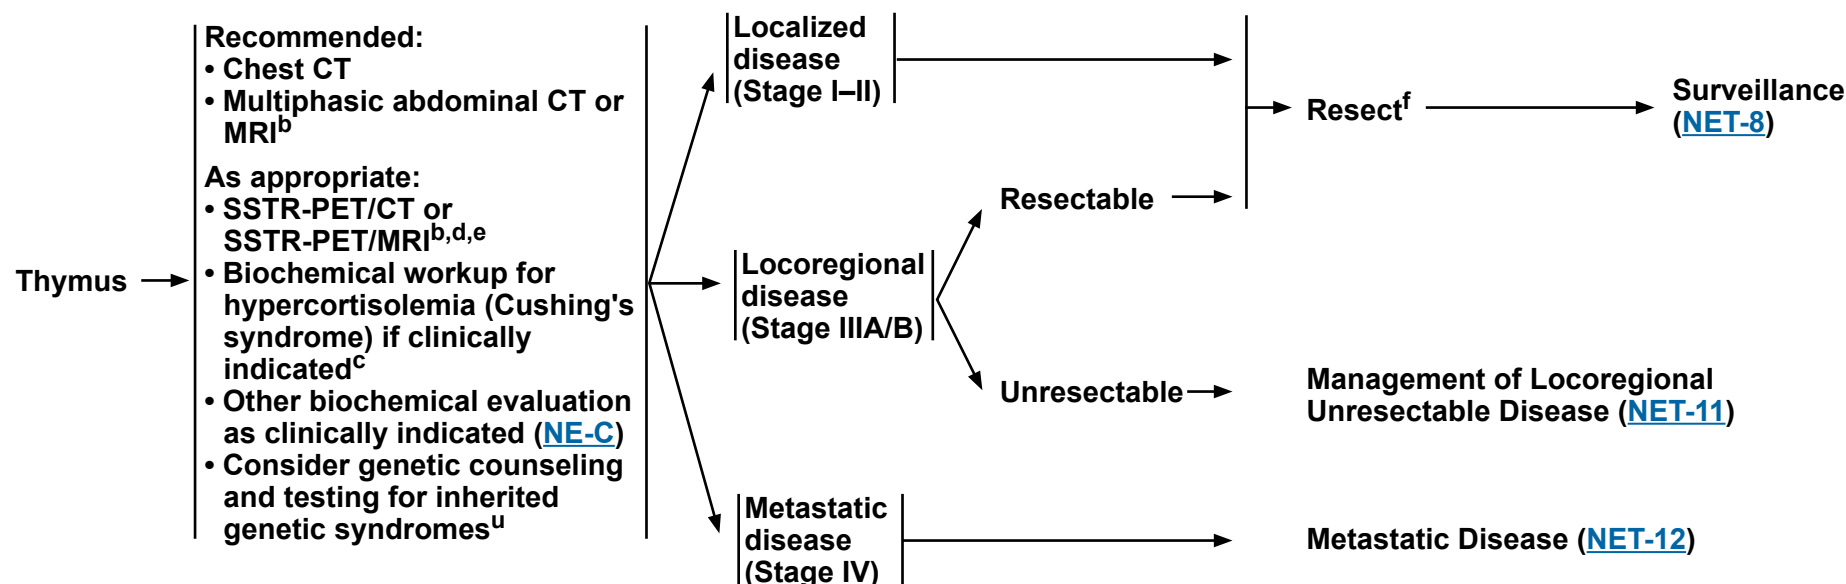 Thymus
Recommended:
• Chest CT
• Multiphasic abdominal CT or
MRIb
As appropriate:
• SSTR-PET/CT or
SSTR-PET/MRIb,d,e
• Biochemical workup for
hypercortisolemia (Cushing's
syndrome) if clinically
indicatedc
• Other biochemical evaluation
as clinically indicated (NE-C)
• Consider genetic counseling
and testing for inherited
genetic syndromesu
Localized
disease
(Stage I–II)
Locoregional
disease
(Stage IIIA/B)
Metastatic
disease
(Stage IV)
Resectable
Unresectable
Resectf
Surveillance
(NET-8)
Management of Locoregional
Unresectable Disease (NET-11)
Metastatic Disease (NET-12)